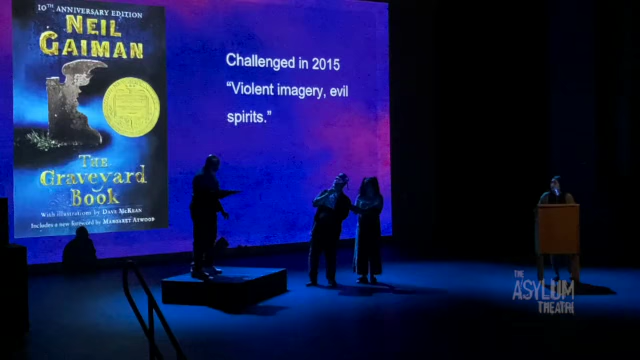 10TH ANNIVERSARY EDITION
NEIL
GAIMAN
THE
GRAVEYARD
BOOK
With illustrations by DAVE MCKEAN
Includes a new foreword by MARGARET ATWOOD
Challenged in 2015
“Violent imagery, evil
spirits.”
THE
ASYLUM
THEATRE